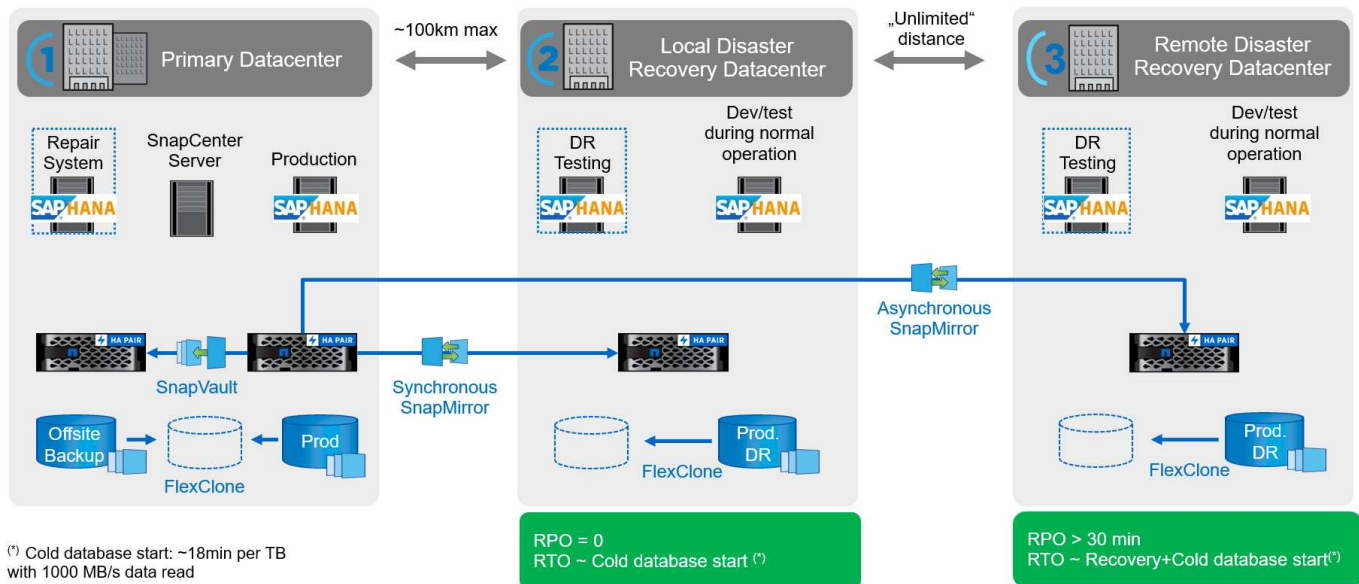 1
Primary Datacenter
~100km max
2
Local Disaster
Recovery Datacenter
„Unlimited“
distance
3
Remote Disaster
Recovery Datacenter
Repair
System
SAP HANA
SnapCenter
Server
Production
SAP HANA
DR
Testing
SAP HANA
Dev/test
during normal
operation
SAP HANA
DR
Testing
SAP HANA
Dev/test
during normal
operation
SAP HANA
Asynchronous
SnapMirror
HA PAIR
SnapVault
HA PAIR
Synchronous
SnapMirror
HA PAIR
HA PAIR
Offsite
Backup
FlexClone
Prod
FlexClone
Prod.
DR
FlexClone
Prod.
DR
(*) Cold database start: ~18min per TB
with 1000 MB/s data read
RPO = 0
RTO ~ Cold database start (*)
RPO > 30 min
RTO ~ Recovery+Cold database start(*)